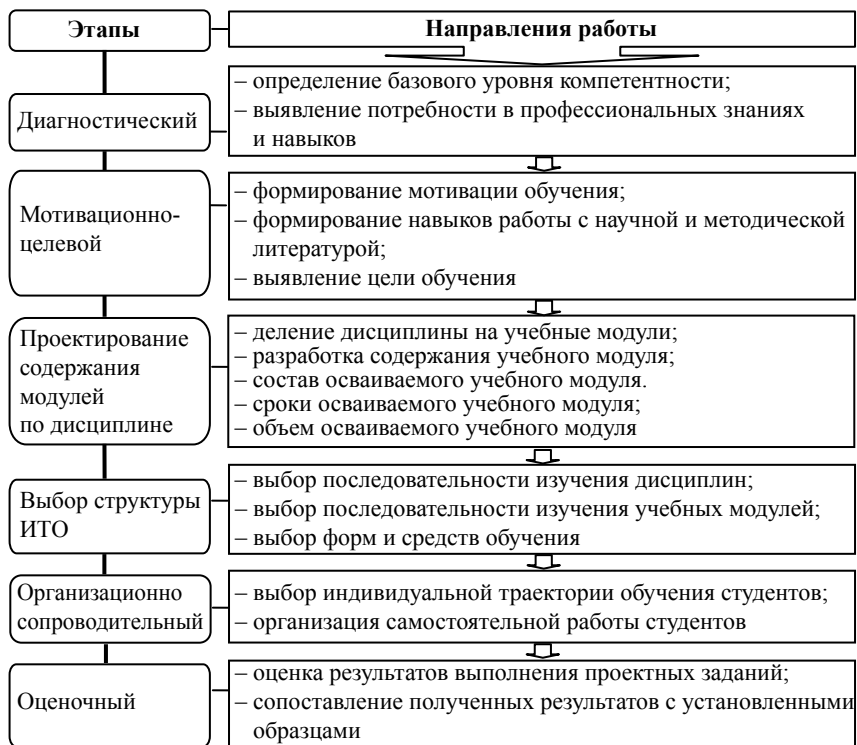 Этапы
Направления работы
Диагностический
– определение базового уровня компетентности;
– выявление потребности в профессиональных знаниях
и навыков
Мотивационно-
целевой
– формирование мотивации обучения;
– формирование навыков работы с научной и методической
литературой;
– выявление цели обучения
Проектирование
содержания
модулей
по дисциплине
– деление дисциплины на учебные модули;
– разработка содержания учебного модуля;
– состав осваиваемого учебного модуля.
– сроки осваиваемого учебного модуля;
– объем осваиваемого учебного модуля
Выбор структуры
ИТО
– выбор последовательности изучения дисциплин;
– выбор последовательности изучения учебных модулей;
– выбор форм и средств обучения
Организационно
сопроводительный
– выбор индивидуальной траектории обучения студентов;
– организация самостоятельной работы студентов
Оценочный
– оценка результатов выполнения проектных заданий;
– сопоставление полученных результатов с установленными
образцами